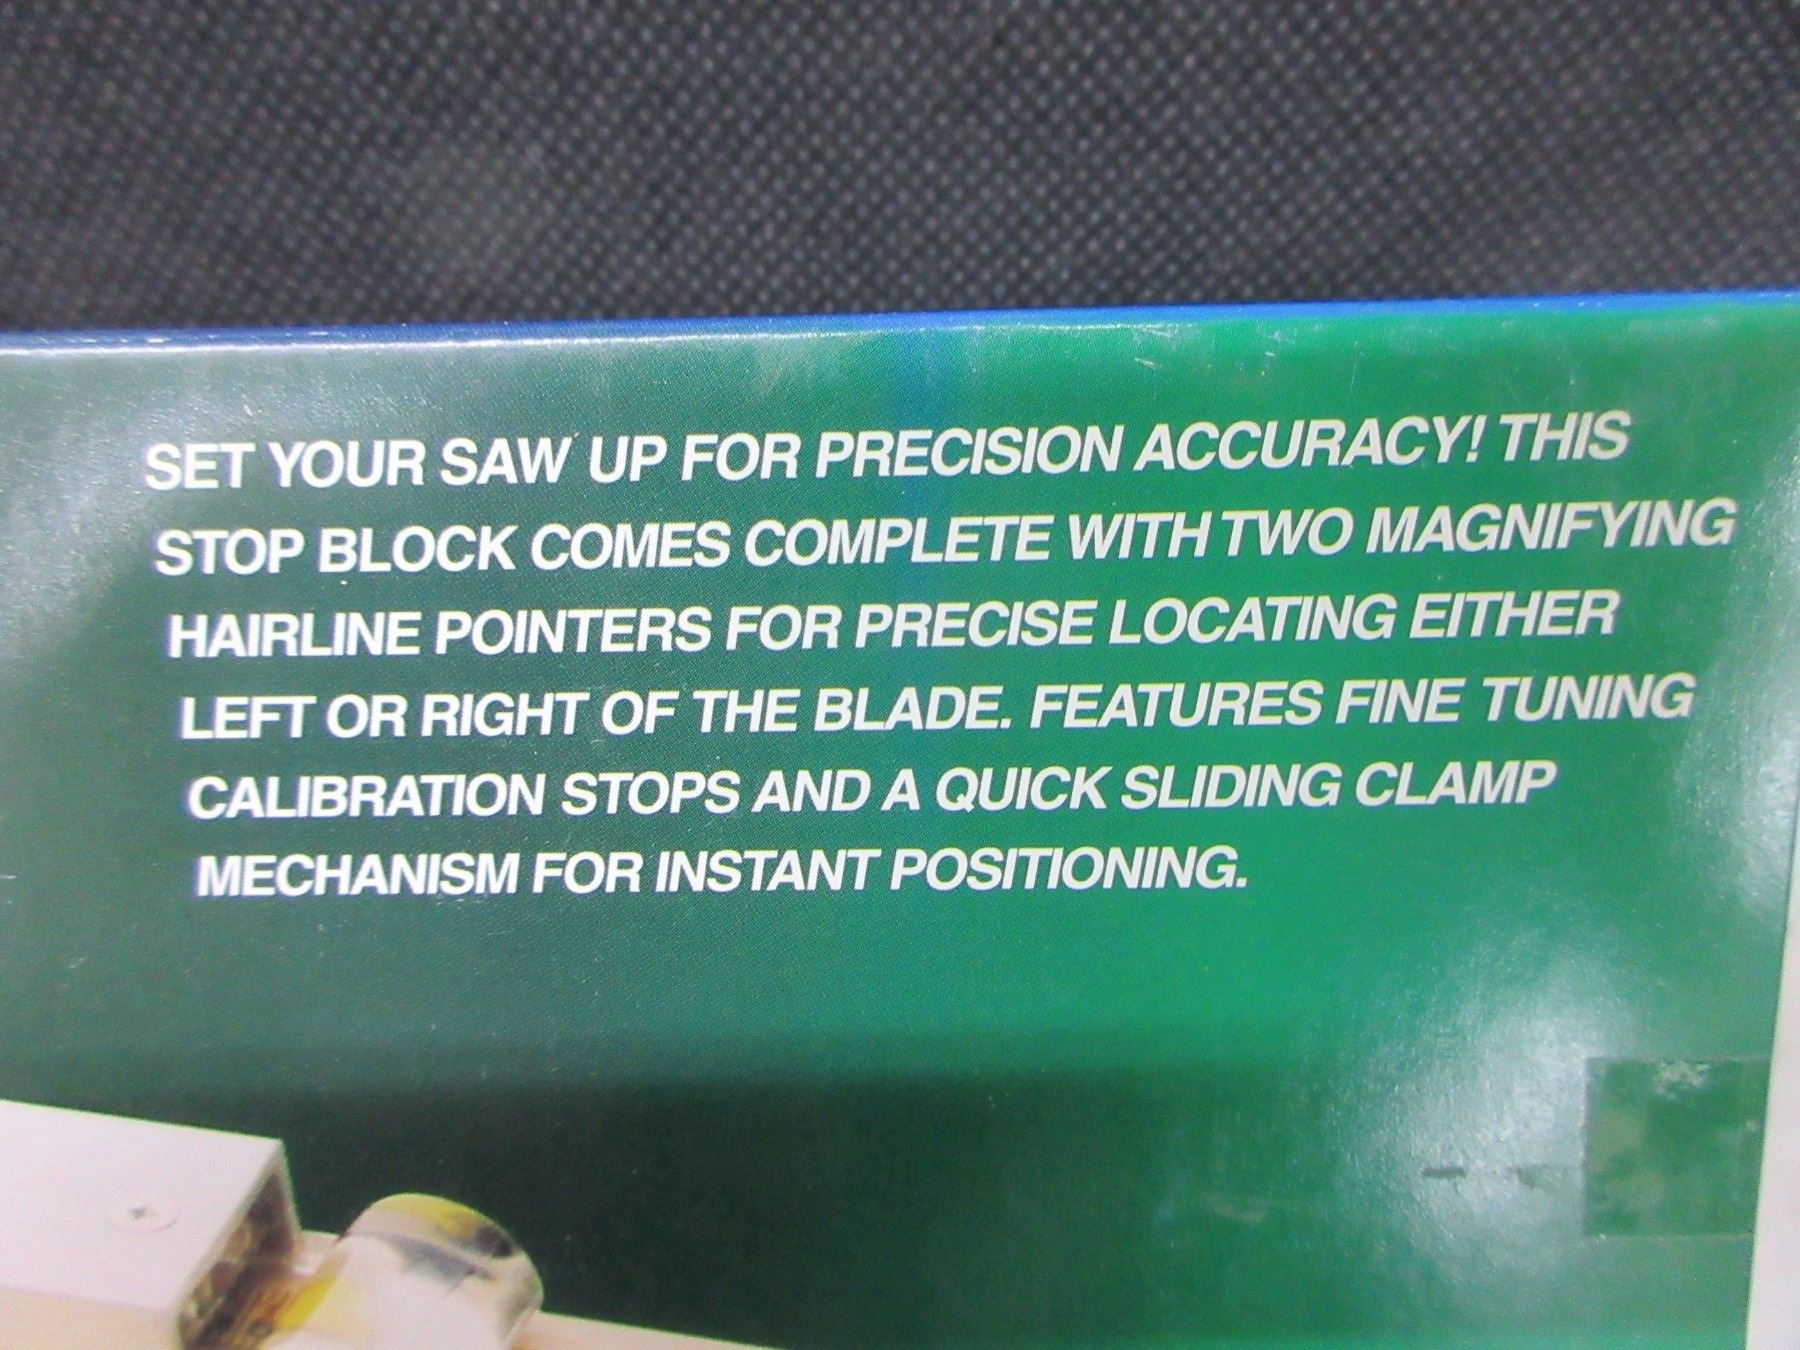 SET YOUR SAW UP FOR PRECISION ACCURACY! THIS
STOP BLOCK COMES COMPLETE WITH TWO MAGNIFYING
HAIRLINE POINTERS FOR PRECISE LOCATING EITHER
LEFT OR RIGHT OF THE BLADE. FEATURES FINE TUNING
CALIBRATION STOPS AND A QUICK SLIDING CLAMP
MECHANISM FOR INSTANT POSITIONING.